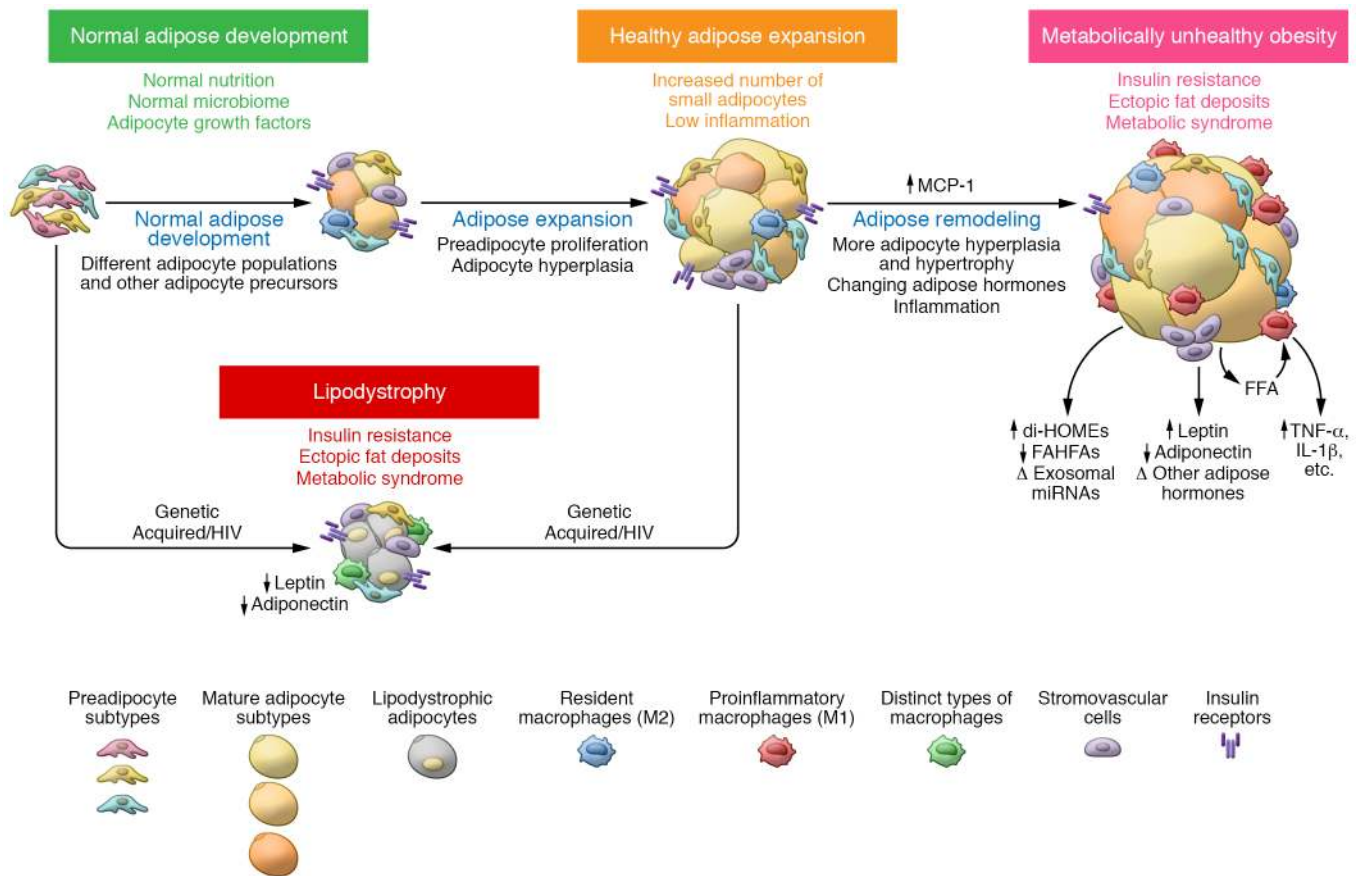 Normal adipose development
Normal nutrition
Normal microbiome
Adipocyte growth factors
Healthy adipose expansion
Increased number of
small adipocytes
Low inflammation
Metabolically unhealthy obesity
Insulin resistance
Ectopic fat deposits
Metabolic syndrome
Normal adipose
development
Different adipocyte populations
and other adipocyte precursors
Adipose expansion
Preadipocyte proliferation
Adipocyte hyperplasia
↑ MCP-1
Adipose remodeling
More adipocyte hyperplasia
and hypertrophy
Changing adipose hormones
Inflammation
Lipodystrophy
Insulin resistance
Ectopic fat deposits
Metabolic syndrome
Genetic
Acquired/HIV
Genetic
Acquired/HIV
↓ Leptin
↓ Adiponectin
FFA
↑ di-HOMEs
↓ FAHFAs
Δ Exosomal
miRNAs
↑ Leptin
↓ Adiponectin
Δ Other adipose
hormones
↑ TNF-α,
IL-1β,
etc.
Preadipocyte
subtypes
Mature adipocyte
subtypes
Lipodystrophic
adipocytes
Resident
macrophages (M2)
Proinflammatory
macrophages (M1)
Distinct types of
macrophages
Stromovascular
cells
Insulin
receptors